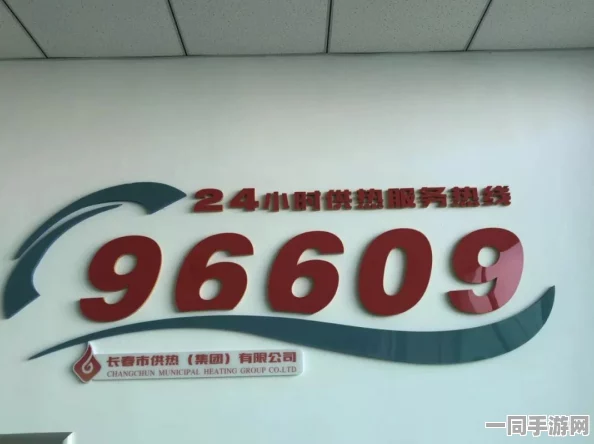 24小时供热服务热线
96609
长春市供热（集团）有限公司
CHANGCHUN MUNICIPAL HEATING GROUP CO.LTD
一同手游网